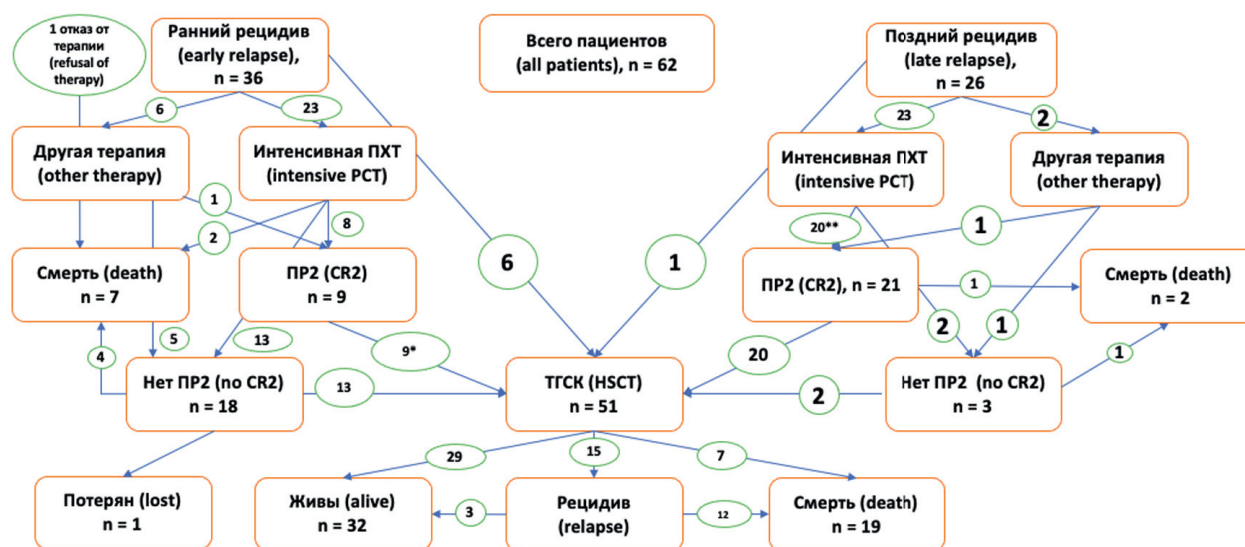 1 отказ от
терапии
(refusal of
therapy)
Ранний рецидив
(early relapse),
n = 36
Всего пациентов
(all patients), n = 62
Поздний рецидив
(late relapse),
n = 26
6
23
23
2
Другая терапия
(other therapy)
Интенсивная ПХТ
(intensive PCT)
Интенсивная ПХТ
(intensive PCT)
Другая терапия
(other therapy)
1
2
8
6
1
20**
1
Смерть (death)
n = 7
ПР2 (CR2)
n = 9
ПР2 (CR2), n = 21
1
Смерть (death)
n = 2
4
5
13
9*
20
2
1
1
Нет ПР2 (no CR2)
n = 18
13
ТГСК (HSCT)
n = 51
2
Нет ПР2 (no CR2)
n = 3
29
15
7
Потерян (lost)
n = 1
Живы (alive)
n = 32
3
Рецидив
(relapse)
12
Смерть (death)
n = 19